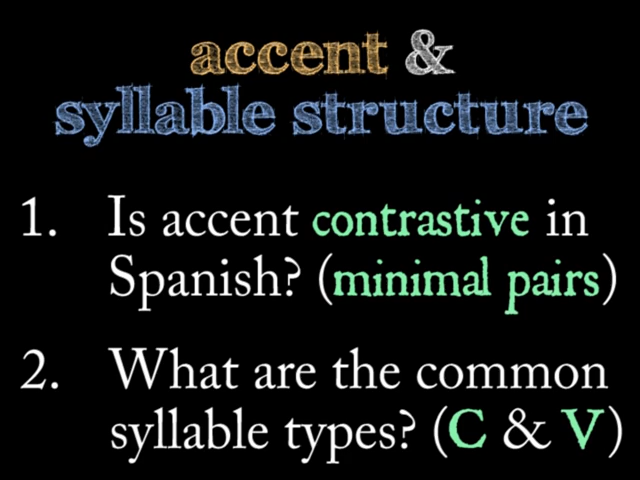 accent &
syllable structure
1. Is accent contrastive in
Spanish? (minimal pairs)
2. What are the common
syllable types? (C & V)